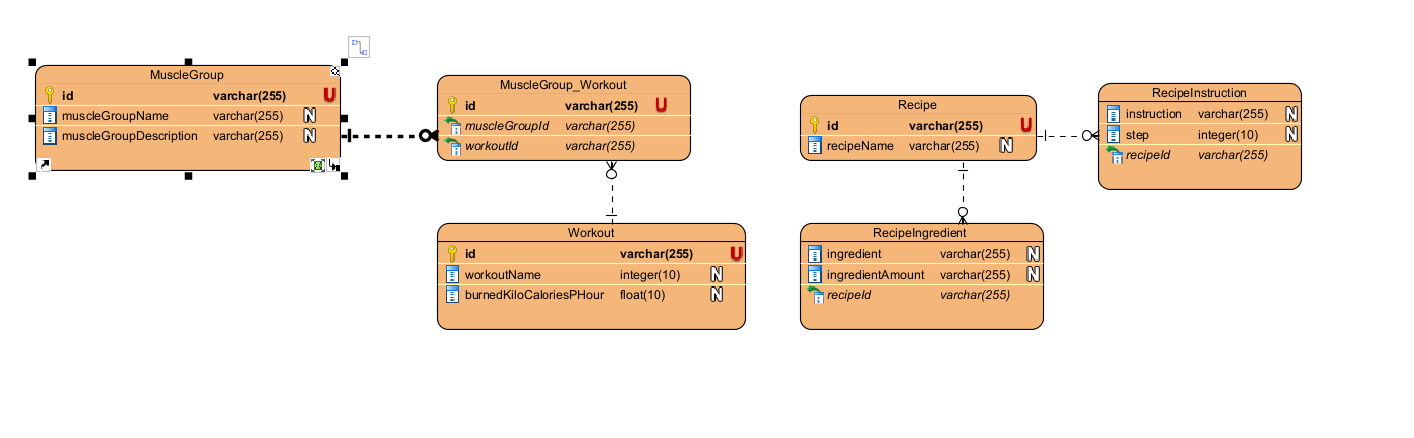 MuscleGroup
id varchar(255) U
muscleGroupName varchar(255) N
muscleGroupDescription varchar(255) N
MuscleGroup_Workout
id varchar(255) U
muscleGroupId varchar(255)
workoutId varchar(255)
Workout
id varchar(255) U
workoutName integer(10) N
burnedKiloCaloriesPHour float(10) N
Recipe
id varchar(255) U
recipeName varchar(255) N
RecipeIngredient
ingredient varchar(255) N
ingredientAmount varchar(255) N
recipeId varchar(255)
RecipeInstruction
instruction varchar(255) N
step integer(10) N
recipeId varchar(255)